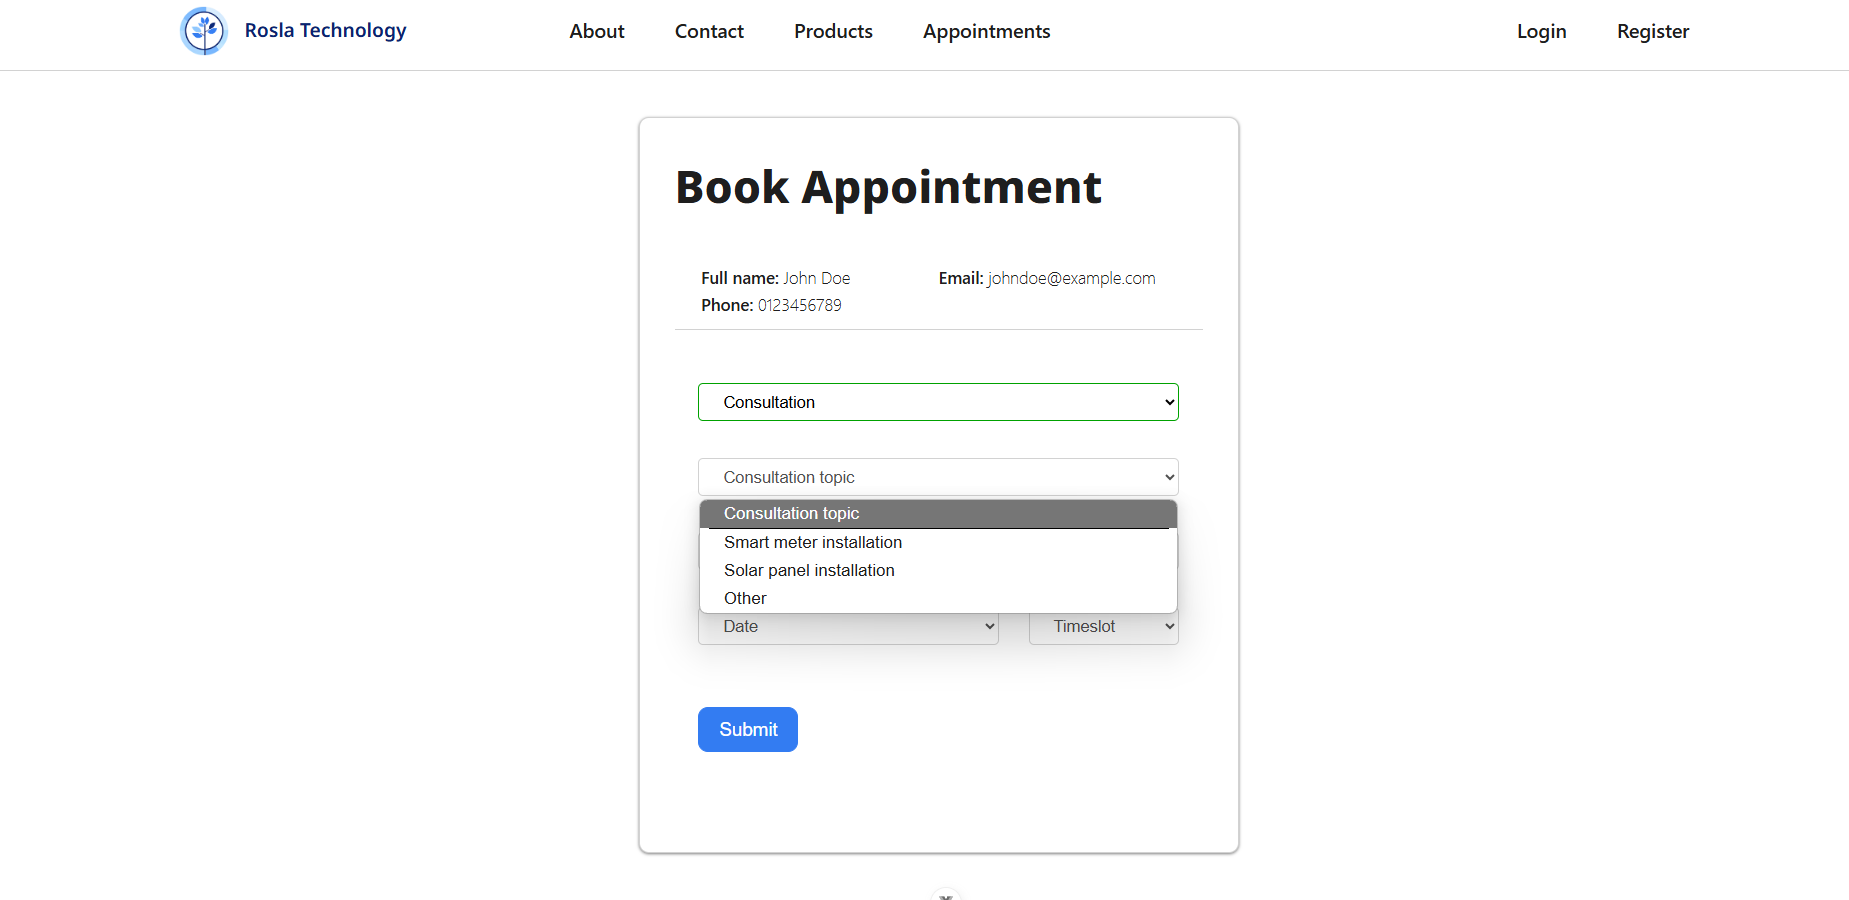 Rosla Technology About Contact Products Appointments Login Register
Book Appointment
Full name: John Doe Email: johndoe@example.com
Phone: 0123456789
Consultation
Consultation topic
Consultation topic
Smart meter installation
Solar panel installation
Other
Date Timeslot
Submit